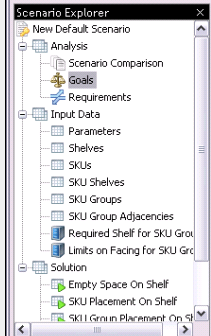 Scenario Explorer
New Default Scenario
Analysis
Scenario Comparison
Goals
Requirements
Input Data
Parameters
Shelves
SKUs
SKU Shelves
SKU Groups
SKU Group Adjacencies
Required Shelf for SKU Grou
Limits on Facing for SKU Gro
Solution
Empty Space On Shelf
SKU Placement On Shelf
SKU Group Placement On Sh